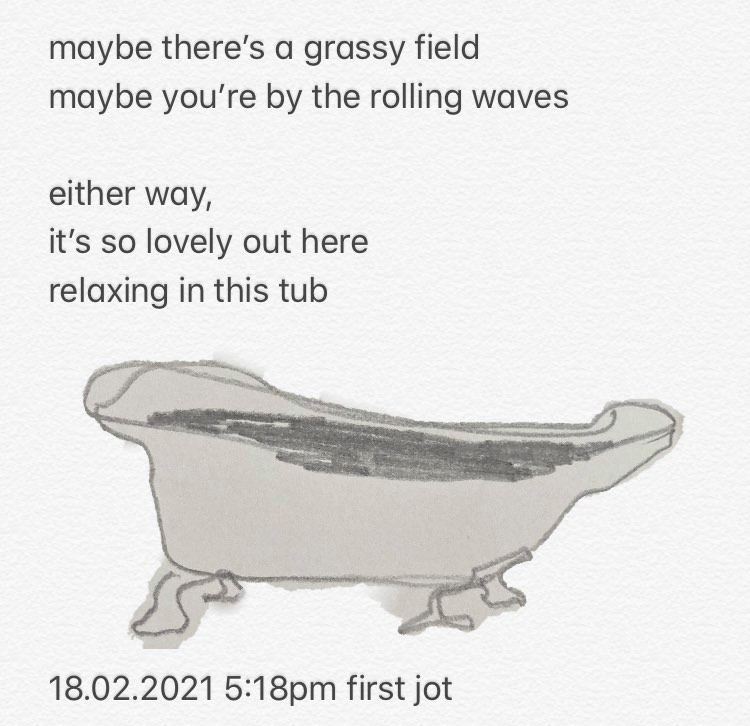 maybe there’s a grassy field
maybe you’re by the rolling waves
either way,
it’s so lovely out here
relaxing in this tub
18.02.2021 5:18pm first jot